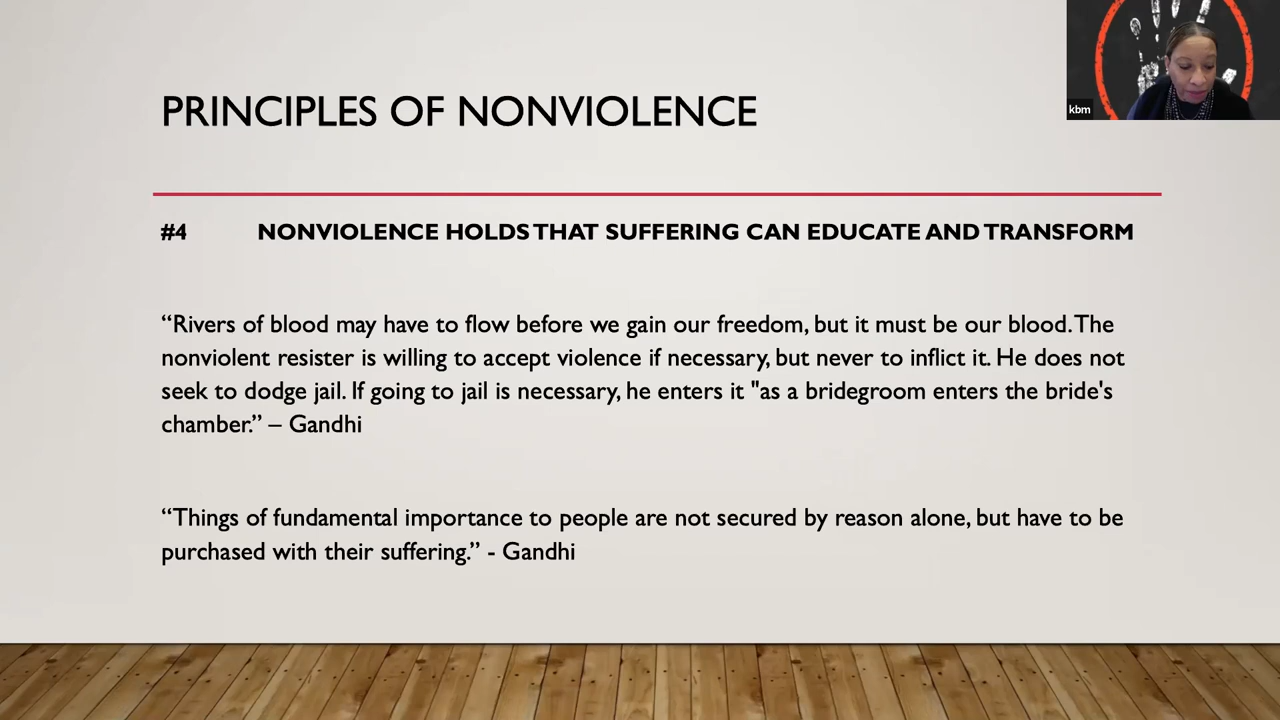 PRINCIPLES OF NONVIOLENCE
kbm
#4 NONVIOLENCE HOLDS THAT SUFFERING CAN EDUCATE AND TRANSFORM
“Rivers of blood may have to flow before we gain our freedom, but it must be our blood. The
nonviolent resister is willing to accept violence if necessary, but never to inflict it. He does not
seek to dodge jail. If going to jail is necessary, he enters it "as a bridegroom enters the bride's
chamber.” – Gandhi
“Things of fundamental importance to people are not secured by reason alone, but have to be
purchased with their suffering.” - Gandhi